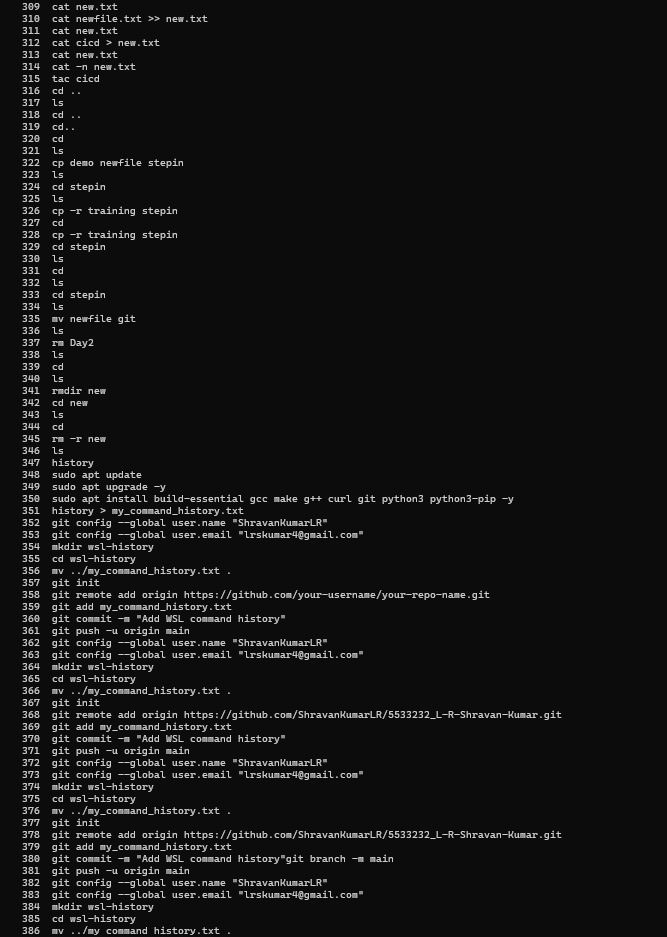 309 cat new.txt
310 cat newfile.txt >> new.txt
311 cat new.txt
312 cat cicd > new.txt
313 cat new.txt
314 cat -n new.txt
315 tac cicd
316 cd ..
317 ls
318 cd ..
319 cd..
320 cd
321 ls
322 cp demo newfile stepin
323 ls
324 cd stepin
325 ls
326 cp -r training stepin
327 cd
328 cp -r training stepin
329 cd stepin
330 ls
331 cd
332 ls
333 cd stepin
334 ls
335 mv newfile git
336 ls
337 rm Day2
338 ls
339 cd
340 ls
341 rmdir new
342 cd new
343 ls
344 cd
345 rm -r new
346 ls
347 history
348 sudo apt update
349 sudo apt upgrade -y
350 sudo apt install build-essential gcc make g++ curl git python3 python3-pip -y
351 history > my_command_history.txt
352 git config --global user.name "ShravanKumarLR"
353 git config --global user.email "lrskumar4@gmail.com"
354 mkdir wsl-history
355 cd wsl-history
356 mv ../my_command_history.txt .
357 git init
358 git remote add origin https://github.com/your-username/your-repo-name.git
359 git add my_command_history.txt
360 git commit -m "Add WSL command history"
361 git push -u origin main
362 git config --global user.name "ShravanKumarLR"
363 git config --global user.email "lrskumar4@gmail.com"
364 mkdir wsl-history
365 cd wsl-history
366 mv ../my_command_history.txt .
367 git init
368 git remote add origin https://github.com/ShravanKumarLR/5533232_L-R-Shravan-Kumar.git
369 git add my_command_history.txt
370 git commit -m "Add WSL command history"
371 git push -u origin main
372 git config --global user.name "ShravanKumarLR"
373 git config --global user.email "lrskumar4@gmail.com"
374 mkdir wsl-history
375 cd wsl-history
376 mv ../my_command_history.txt .
377 git init
378 git remote add origin https://github.com/ShravanKumarLR/5533232_L-R-Shravan-Kumar.git
379 git add my_command_history.txt
380 git commit -m "Add WSL command history"git branch -m main
381 git push -u origin main
382 git config --global user.name "ShravanKumarLR"
383 git config --global user.email "lrskumar4@gmail.com"
384 mkdir wsl-history
385 cd wsl-history
386 mv ../my_command_history.txt .